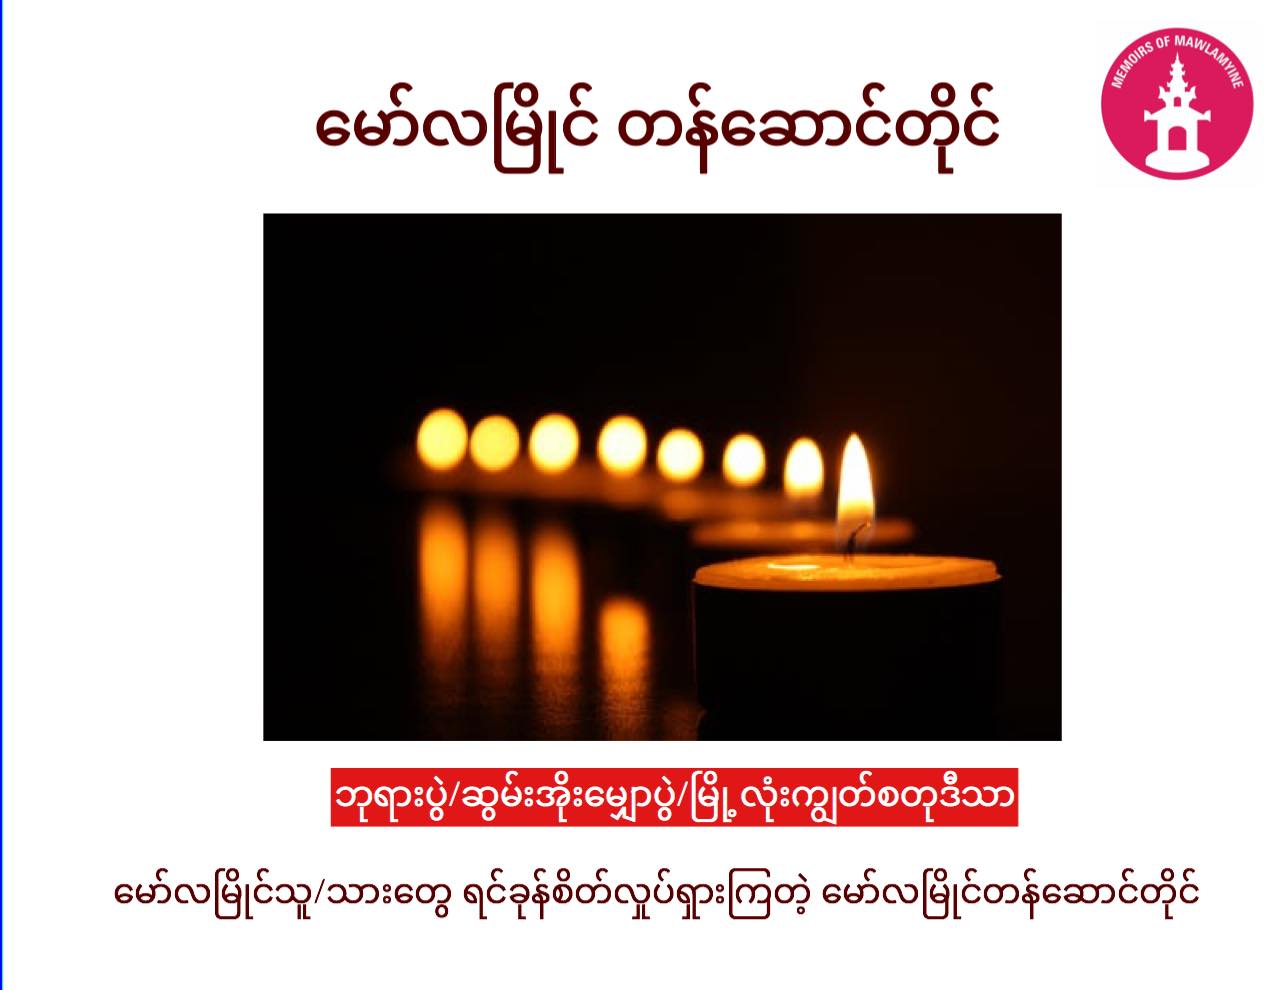 MEMOIRS OF MAWLAMYINE
မော်လမြိုင် တန်ဆောင်တိုင်
ဘုရားပွဲ/ဆွမ်းအိုးမျှောပွဲ/မြို့လုံးကျွတ်စတုဒီသာ
မော်လမြိုင်သူ/သားတွေ ရင်ခုန်စိတ်လှုပ်ရှားကြတဲ့ မော်လမြိုင်တန်ဆောင်တိုင်